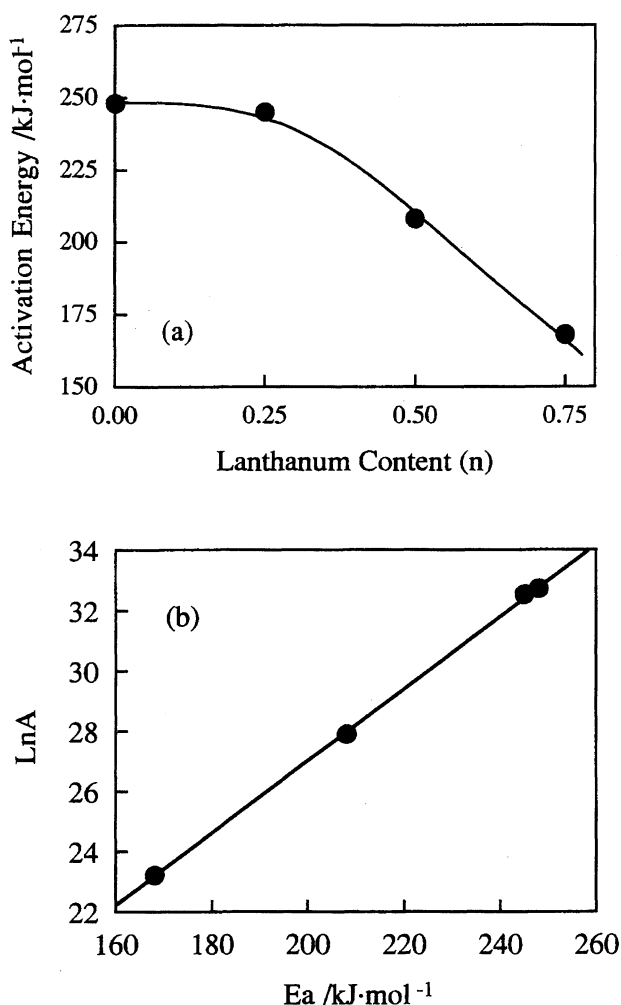 275
250
225
200
175
150
Activation Energy /kJ·mol⁻¹
(a)
0.00 0.25 0.50 0.75
Lanthanum Content (n)
34
32
30
28
26
24
22
LnA
(b)
160 180 200 220 240 260
Ea /kJ·mol⁻¹